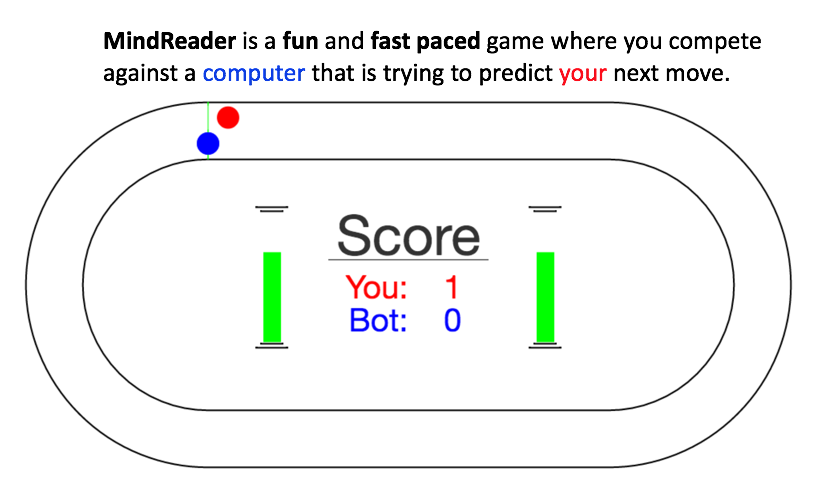 MindReader is a fun and fast paced game where you compete
against a computer that is trying to predict your next move.
Score
You: 1
Bot: 0